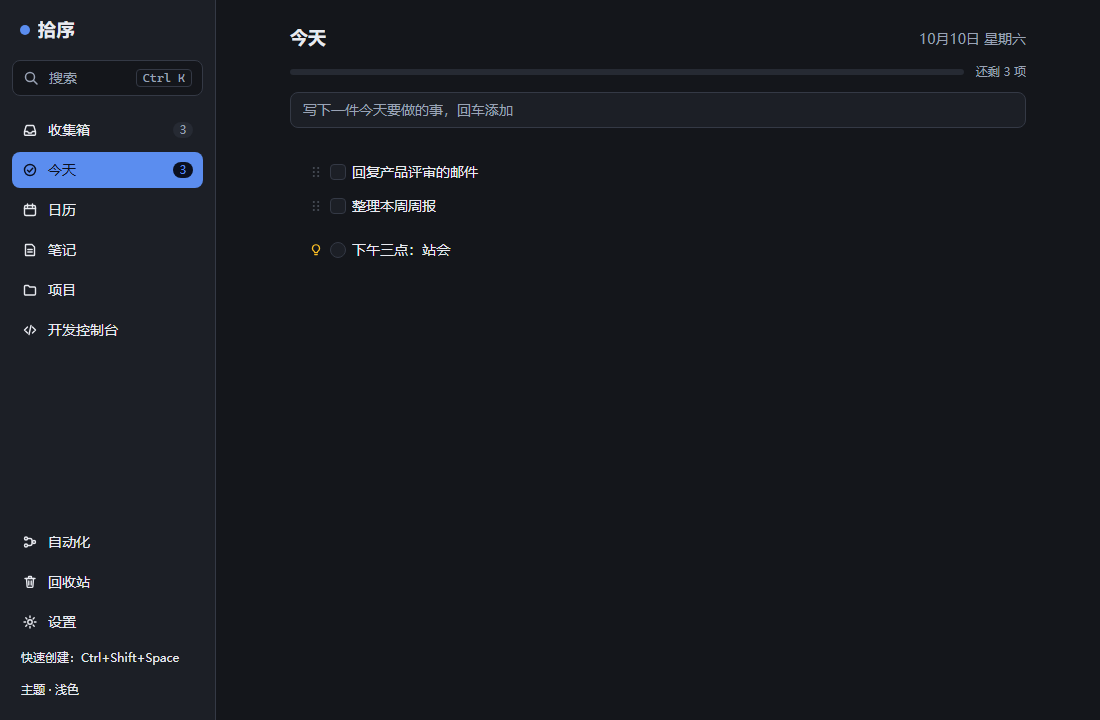 拾序
搜索 Ctrl K
收集箱 3
今天 3
日历
笔记
项目
开发控制台
自动化
回收站
设置
快速创建：Ctrl+Shift+Space
主题 · 浅色
今天
10月10日 星期六
还剩 3 项
写下一件今天要做的事，回车添加
回复产品评审的邮件
整理本周周报
下午三点：站会